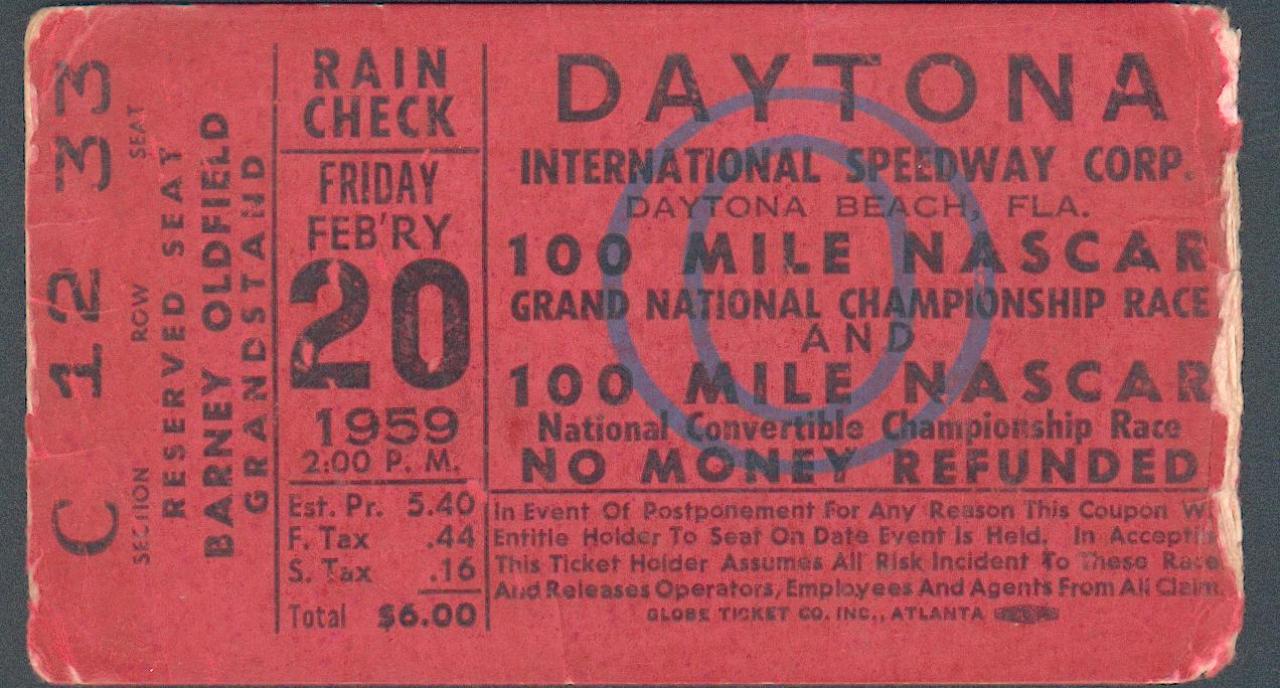 C 12 33
SECTION ROW SEAT
RESERVED SEAT
BARNEY OLDFIELD
GRANDSTAND
RAIN
CHECK
FRIDAY
FEB'RY
20
1959
2:00 P. M.
Est. Pr. 5.40
F. Tax .44
S. Tax .16
Total $6.00
DAYTONA
INTERNATIONAL SPEEDWAY CORP.
DAYTONA BEACH, FLA.
100 MILE NASCAR
GRAND NATIONAL CHAMPIONSHIP RACE
AND
100 MILE NASCAR
National Convertible Championship Race
NO MONEY REFUNDED
In Event Of Postponement For Any Reason This Coupon W
Entitle Holder To Seat On Date Event Is Held. In Accepti
This Ticket Holder Assumes All Risk Incident To These Race
And Releases Operators, Employees And Agents From All Claim
GLOBE TICKET CO. INC., ATLANTA
O